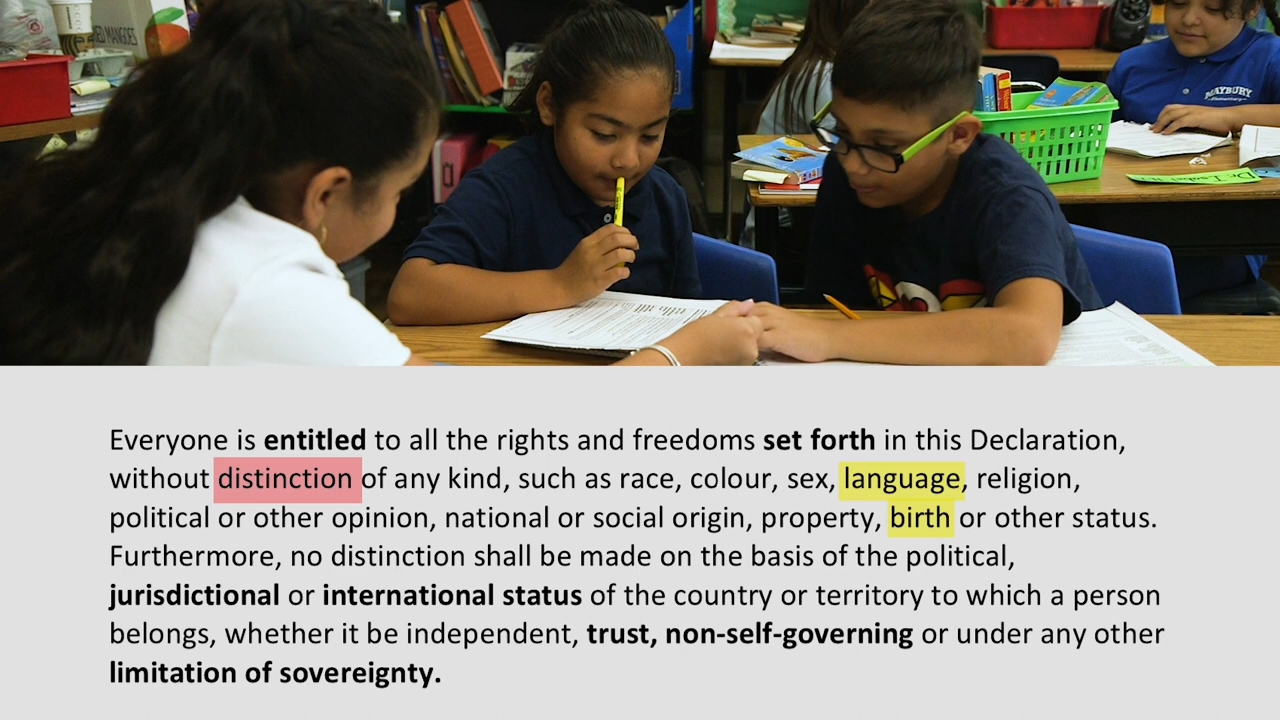 ED MANGOES
MAYBURY
Elementary
Everyone is entitled to all the rights and freedoms set forth in this Declaration,
without distinction of any kind, such as race, colour, sex, language, religion,
political or other opinion, national or social origin, property, birth or other status.
Furthermore, no distinction shall be made on the basis of the political,
jurisdictional or international status of the country or territory to which a person
belongs, whether it be independent, trust, non-self-governing or under any other
limitation of sovereignty.